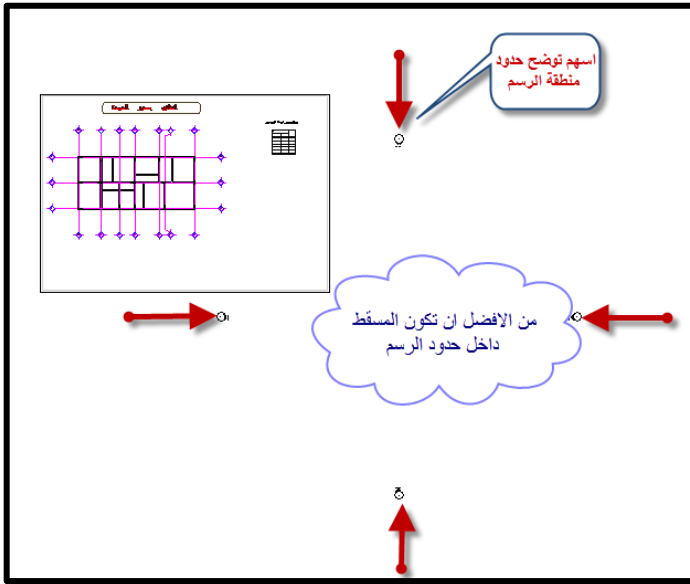 اسهم توضح حدود
منطقة الرسم
من الافضل ان تكون المسقط
داخل حدود الرسم